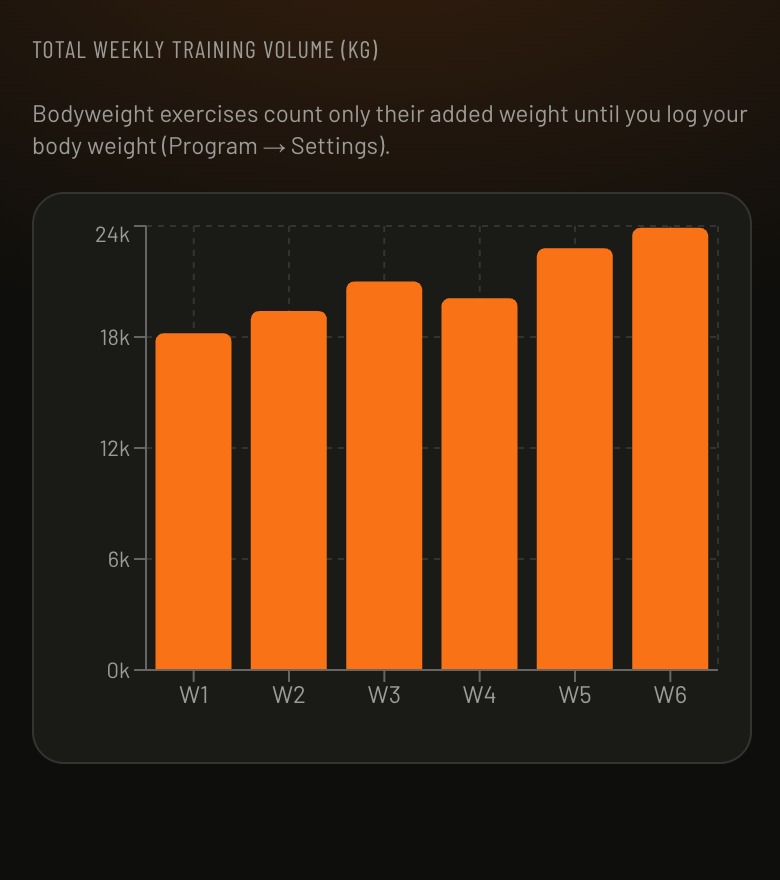 TOTAL WEEKLY TRAINING VOLUME (KG)
Bodyweight exercises count only their added weight until you log your
body weight (Program → Settings).
24k
18k
12k
6k
0k
W1 W2 W3 W4 W5 W6